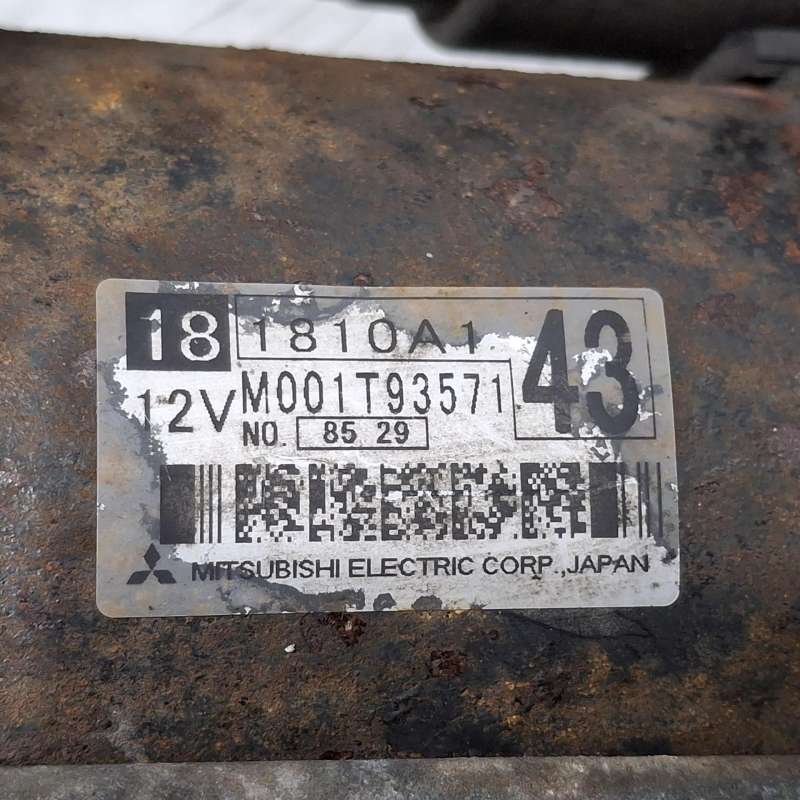 18 1810A1 43
12V M001T93571
NO. 85 29
MITSUBISHI ELECTRIC CORP.,JAPAN